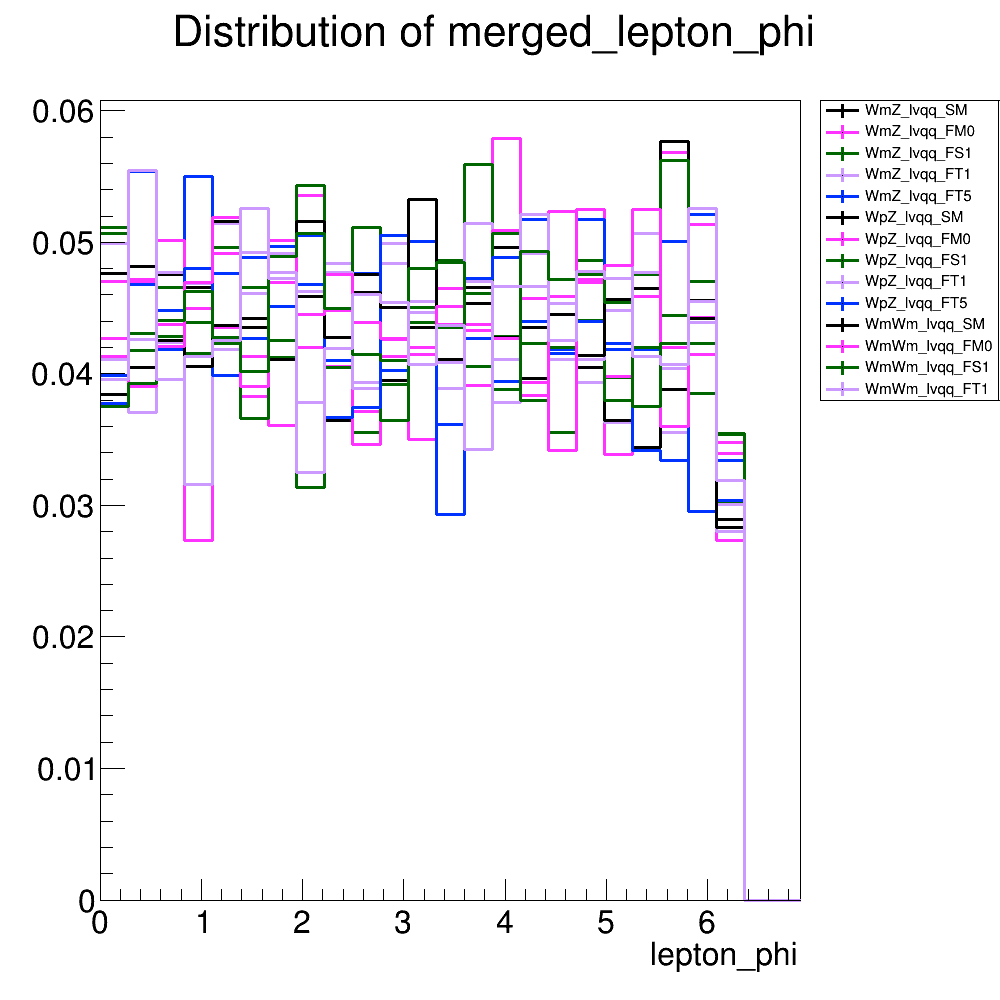 Distribution of merged_lepton_phi
0.06
0.05
0.04
0.03
0.02
0.01
0
0 1 2 3 4 5 6
lepton_phi
WmZ_lvqq_SM
WmZ_lvqq_FM0
WmZ_lvqq_FS1
WmZ_lvqq_FT1
WmZ_lvqq_FT5
WpZ_lvqq_SM
WpZ_lvqq_FM0
WpZ_lvqq_FS1
WpZ_lvqq_FT1
WpZ_lvqq_FT5
WmWm_lvqq_SM
WmWm_lvqq_FM0
WmWm_lvqq_FS1
WmWm_lvqq_FT1